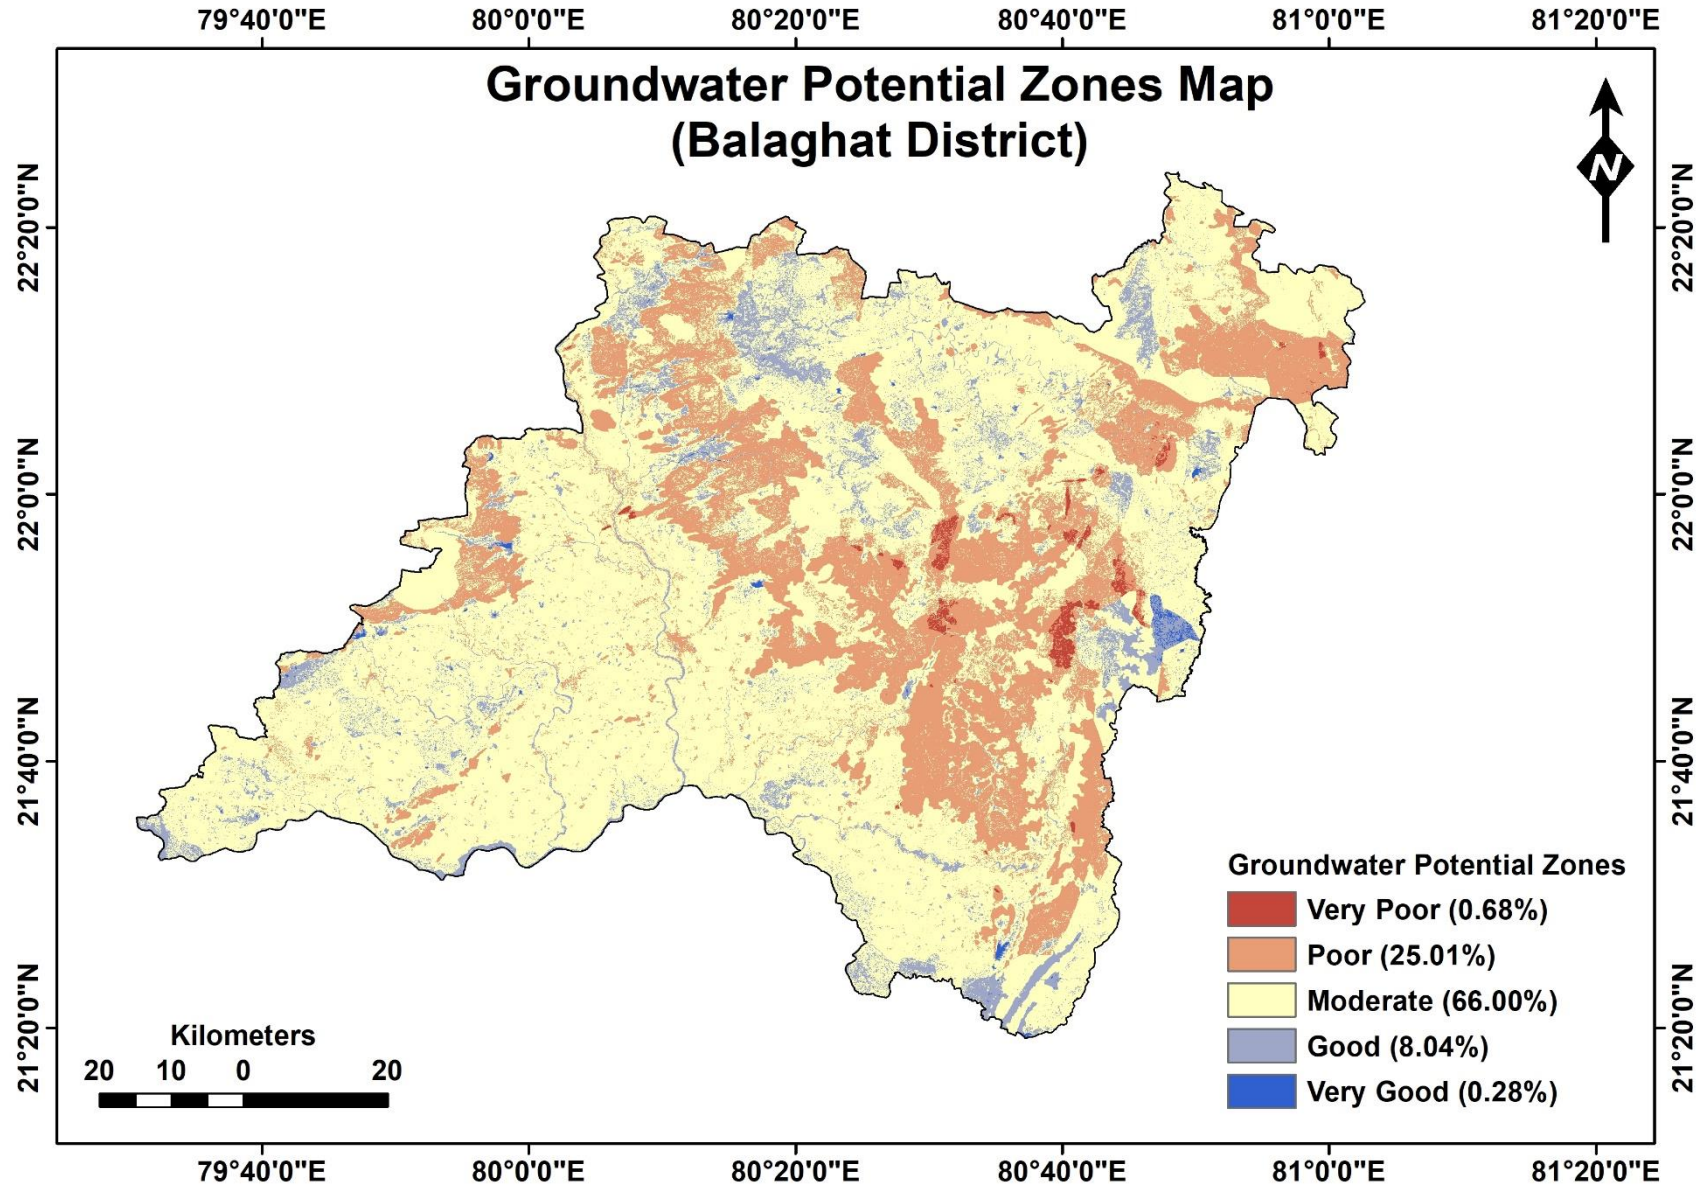 79°40'0"E 80°0'0"E 80°20'0"E 80°40'0"E 81°0'0"E 81°20'0"E
Groundwater Potential Zones Map
(Balaghat District)
N
22°20'0"N
22°0'0"N
21°40'0"N
21°20'0"N
22°20'0"N
22°0'0"N
21°40'0"N
21°20'0"N
Groundwater Potential Zones
Very Poor (0.68%)
Poor (25.01%)
Moderate (66.00%)
Good (8.04%)
Very Good (0.28%)
Kilometers
20 10 0 20
79°40'0"E 80°0'0"E 80°20'0"E 80°40'0"E 81°0'0"E 81°20'0"E